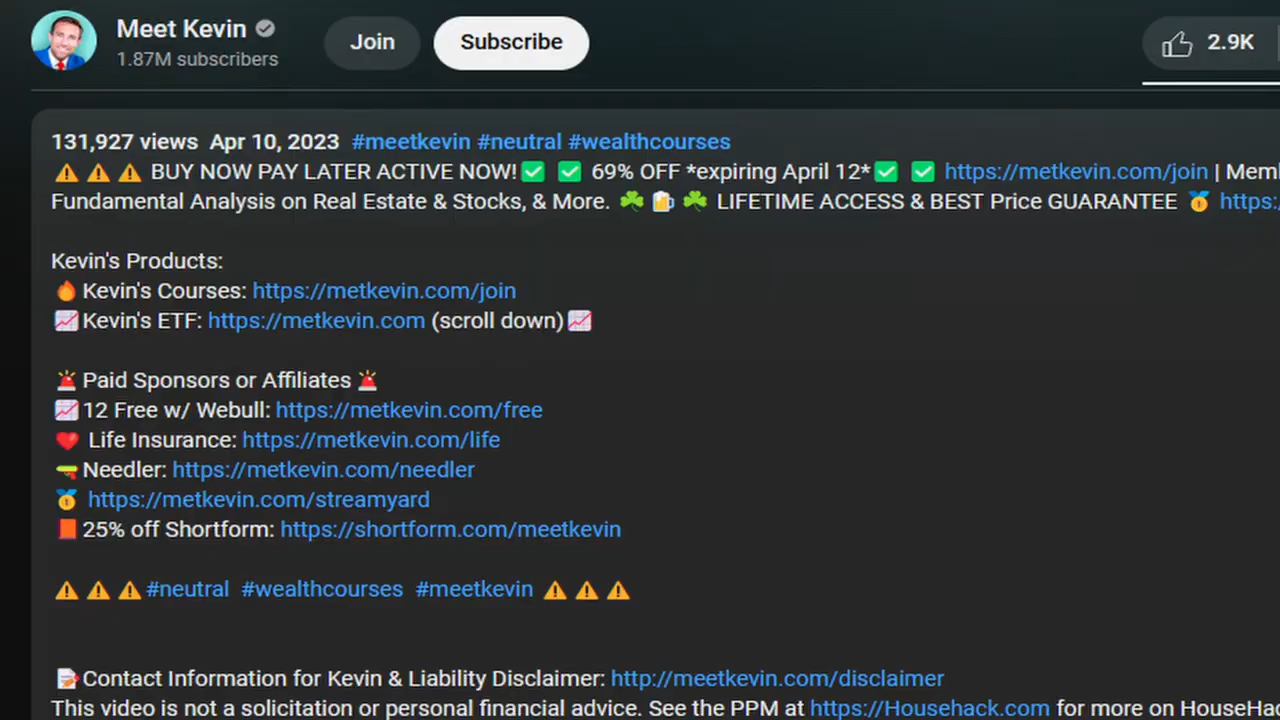 Meet Kevin
1.87M subscribers
Join
Subscribe
2.9K
131,927 views Apr 10, 2023 #meetkevin #neutral #wealthcourses
⚠️ ⚠️ ⚠️ BUY NOW PAY LATER ACTIVE NOW!✅ ✅ 69% OFF *expiring April 12*✅ ✅ https://metkevin.com/join | Meml
Fundamental Analysis on Real Estate & Stocks, & More. ☘️ 🍺 ☘️ LIFETIME ACCESS & BEST Price GUARANTEE 🥇 https:/
Kevin's Products:
🔥 Kevin's Courses: https://metkevin.com/join
📈Kevin's ETF: https://metkevin.com (scroll down)📈
🚨 Paid Sponsors or Affiliates 🚨
📈12 Free w/ Webull: https://metkevin.com/free
❤️ Life Insurance: https://metkevin.com/life
🔫 Needler: https://metkevin.com/needler
🥇 https://metkevin.com/streamyard
📙25% off Shortform: https://shortform.com/meetkevin
⚠️ ⚠️ ⚠️#neutral #wealthcourses #meetkevin ⚠️ ⚠️ ⚠️
📝Contact Information for Kevin & Liability Disclaimer: http://meetkevin.com/disclaimer
This video is not a solicitation or personal financial advice. See the PPM at https://Househack.com for more on HouseHa